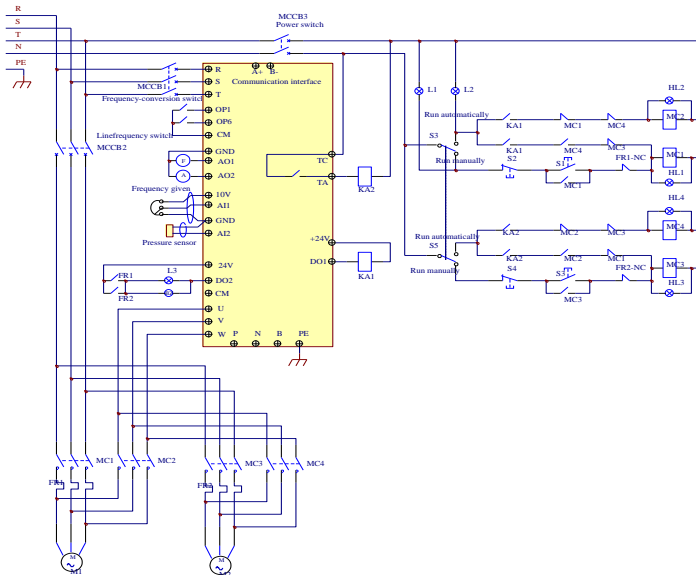 R
S
T
N
PE
MCCB3
Power switch
MCCB1
Frequency-conversion switch
Linefrequency switch
MCCB2
R
S
T
A+
B-
Communication interface
OP1
OP6
CM
GND
AO1
AO2
F
A
Frequency given
10V
AI1
GND
AI2
Pressure sensor
TC
TA
KA2
+24V
DO1
KA1
24V
DO2
CM
FR1
FR2
L3
U
V
W
P
N
B
PE
L1
L2
Run automatically
S3
Run manually
KA1
MC1
MC4
HL2
MC2
KA1
MC4
MC3
S2
S1
FR1-NC
MC1
MC1
HL1
HL4
Run automatically
S5
Run manually
KA2
MC2
MC3
MC4
KA2
MC2
MC1
S4
S3
FR2-NC
MC3
MC3
HL3
MC1
MC2
MC3
MC4
FR1
FR2
M
M1
M